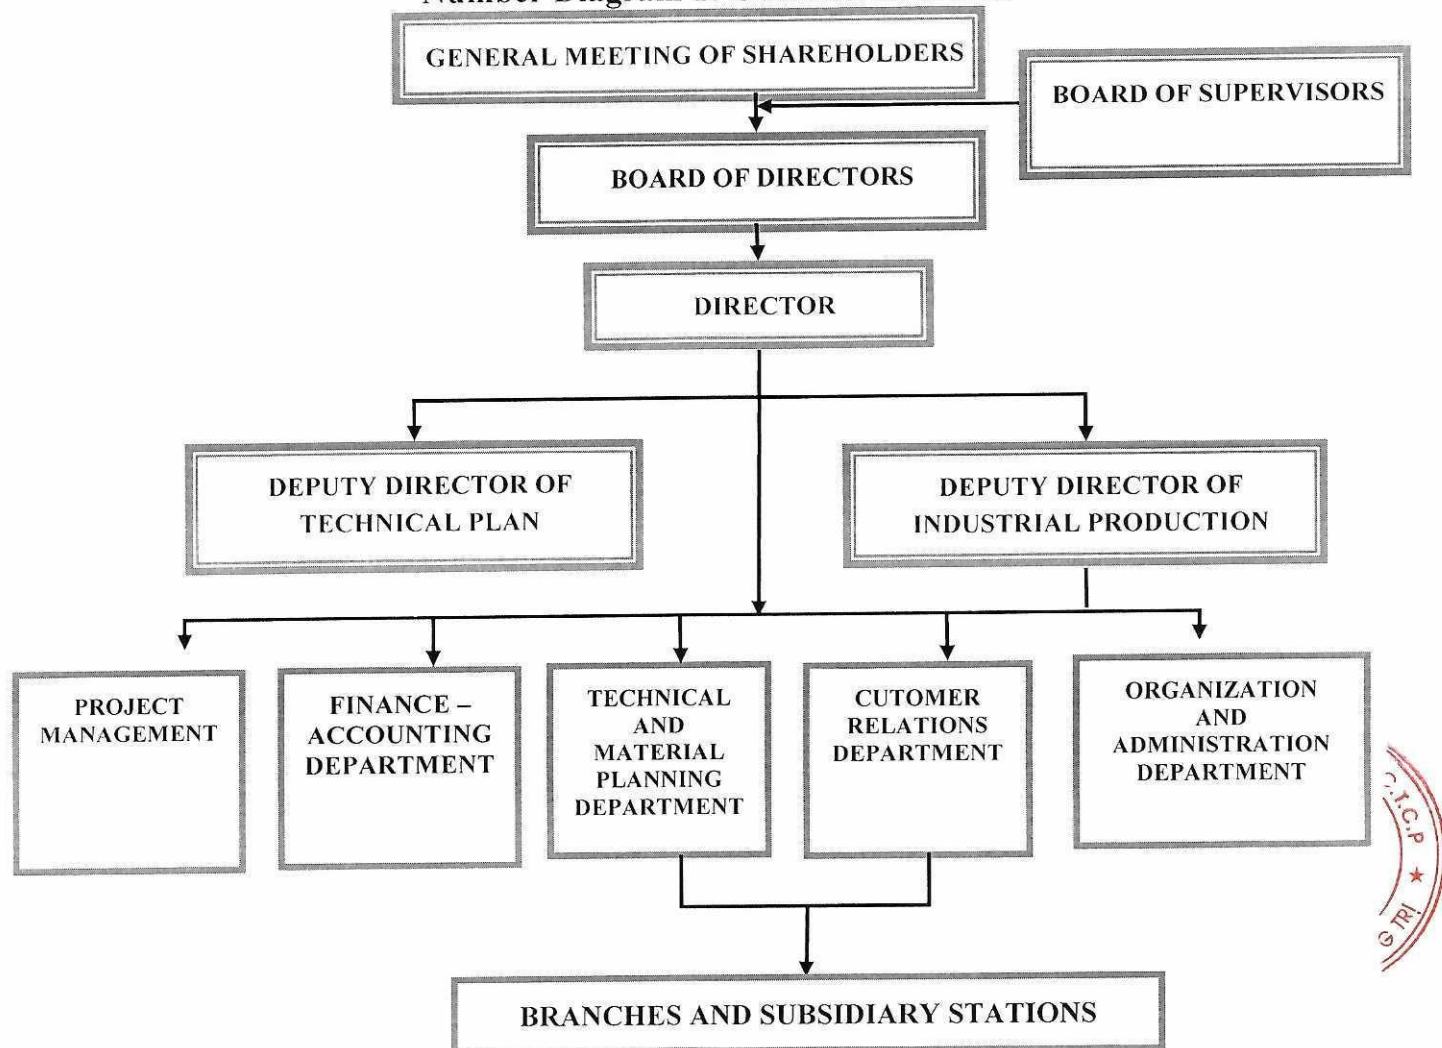 GENERAL MEETING OF SHAREHOLDERS
BOARD OF SUPERVISORS
BOARD OF DIRECTORS
DIRECTOR
DEPUTY DIRECTOR OF
TECHNICAL PLAN
DEPUTY DIRECTOR OF
INDUSTRIAL PRODUCTION
PROJECT
MANAGEMENT
FINANCE –
ACCOUNTING
DEPARTMENT
TECHNICAL
AND
MATERIAL
PLANNING
DEPARTMENT
CUTOMER
RELATIONS
DEPARTMENT
ORGANIZATION
AND
ADMINISTRATION
DEPARTMENT
C.T.C.P ★
G TRỊ
BRANCHES AND SUBSIDIARY STATIONS